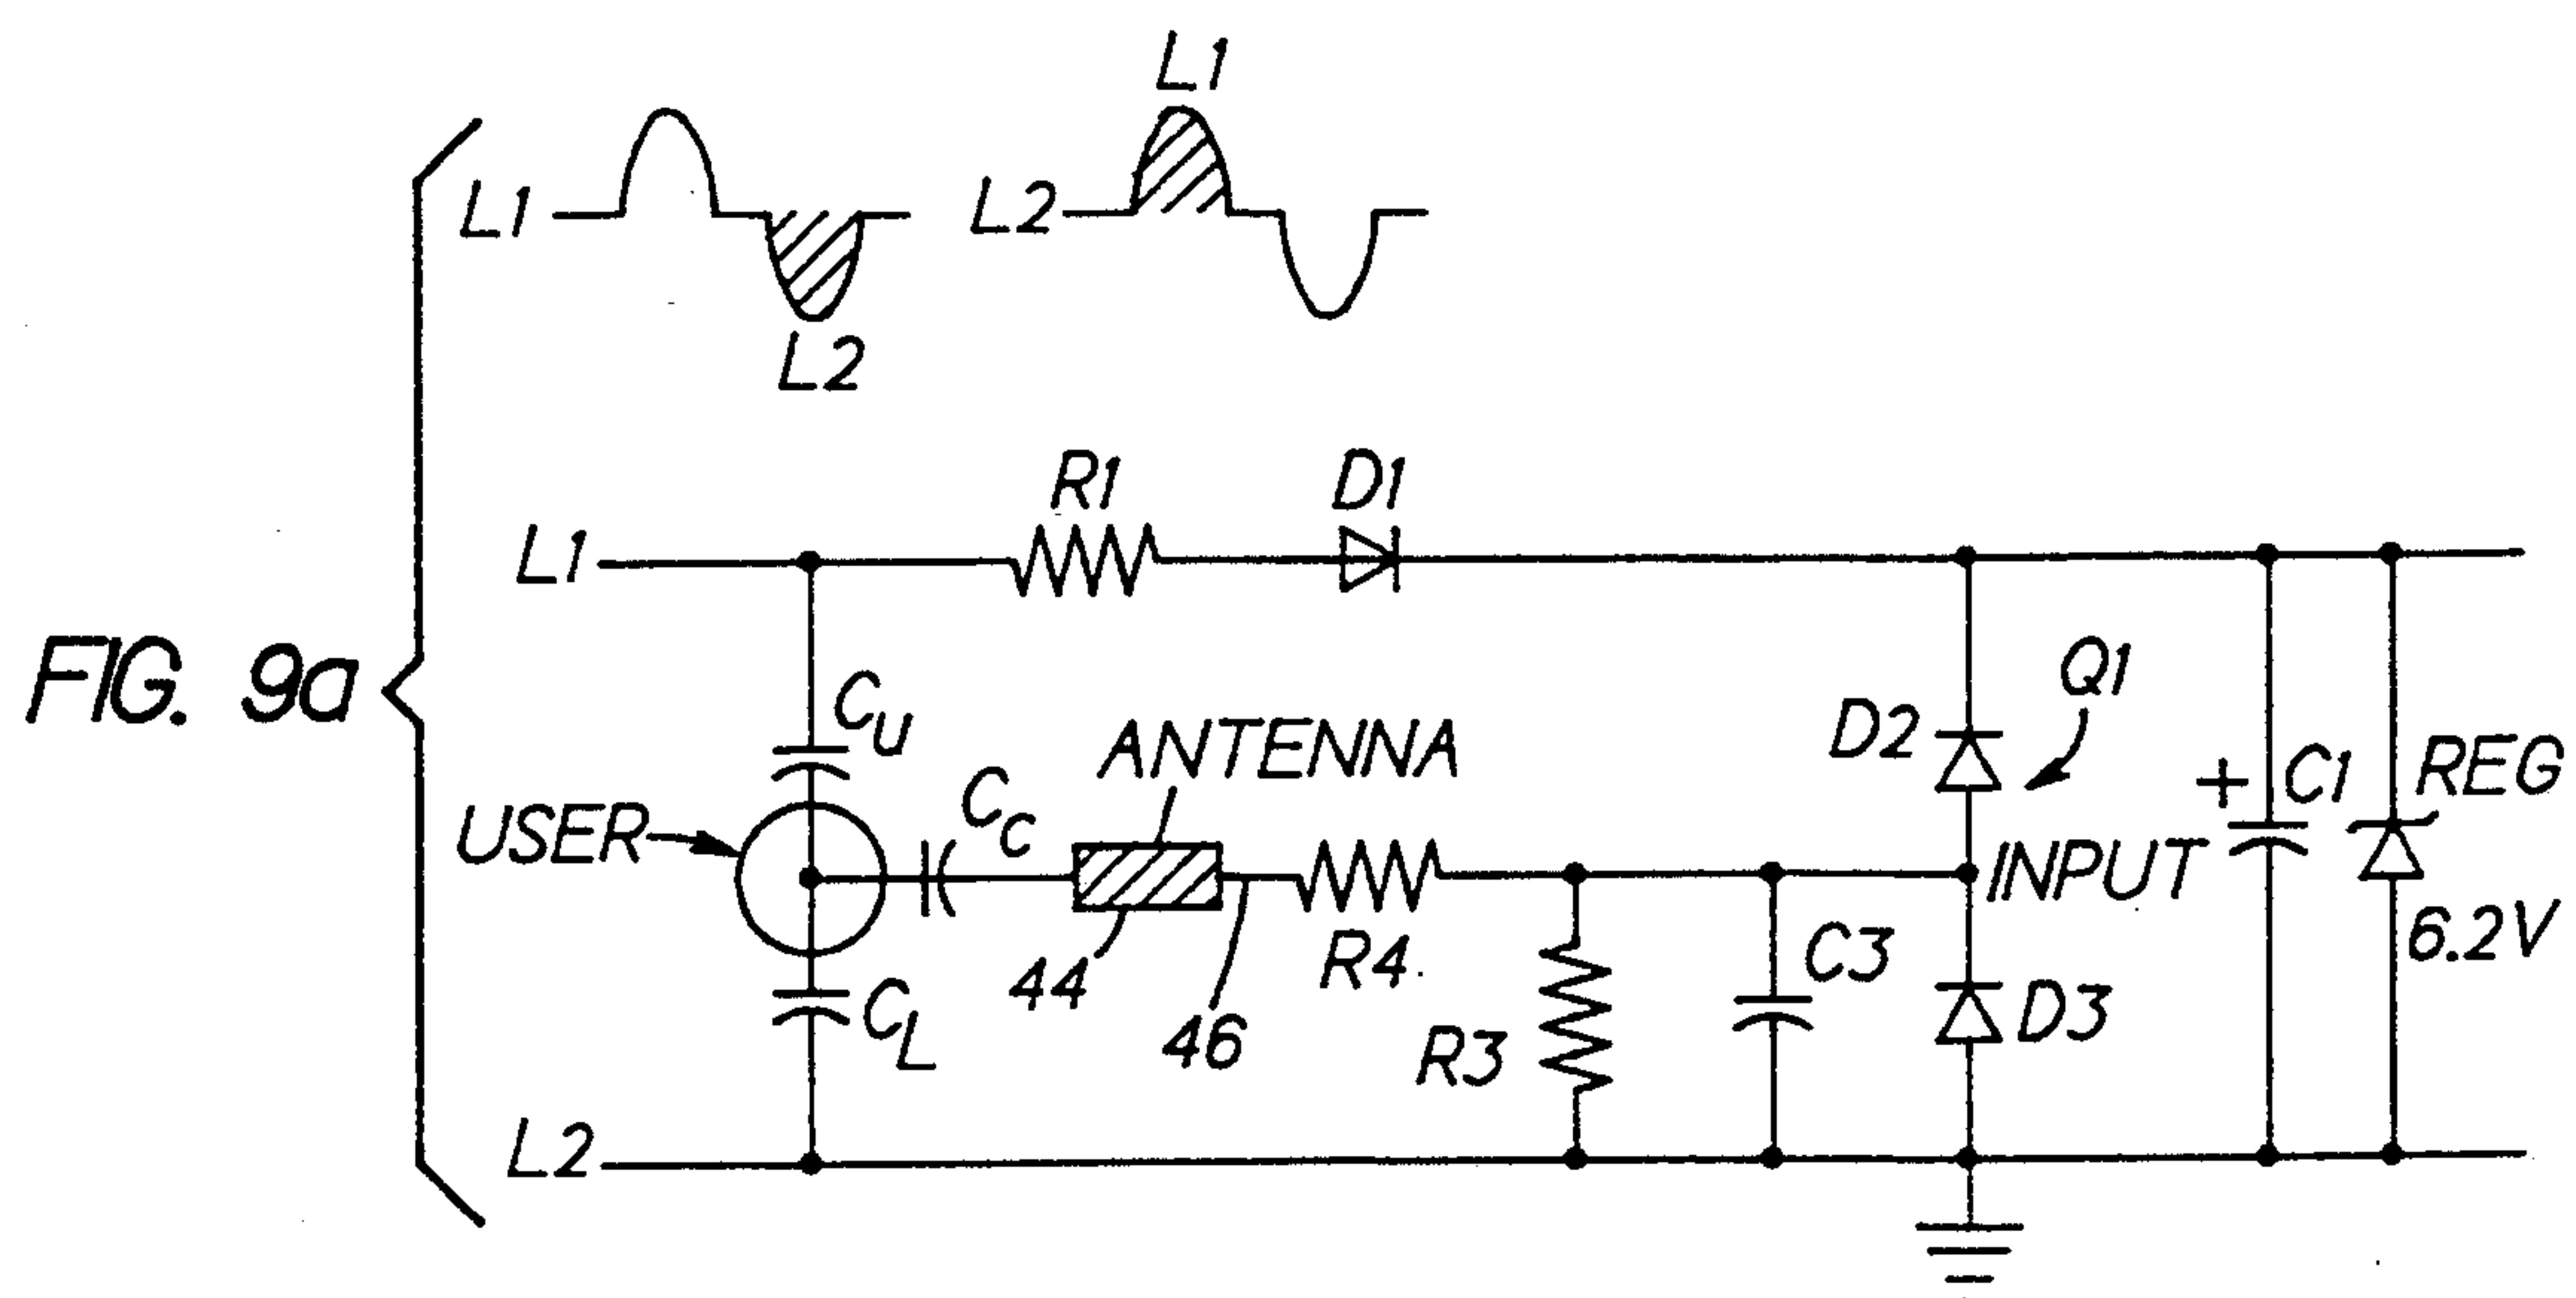 L1
L1
L2
L2
R1
D1
L1
FIG. 9a
Q1
CU
D2
ANTENNA
+
C1
REG
CC
USER
INPUT
6.2V
C3
R4
44
CL
46
R3
D3
L2